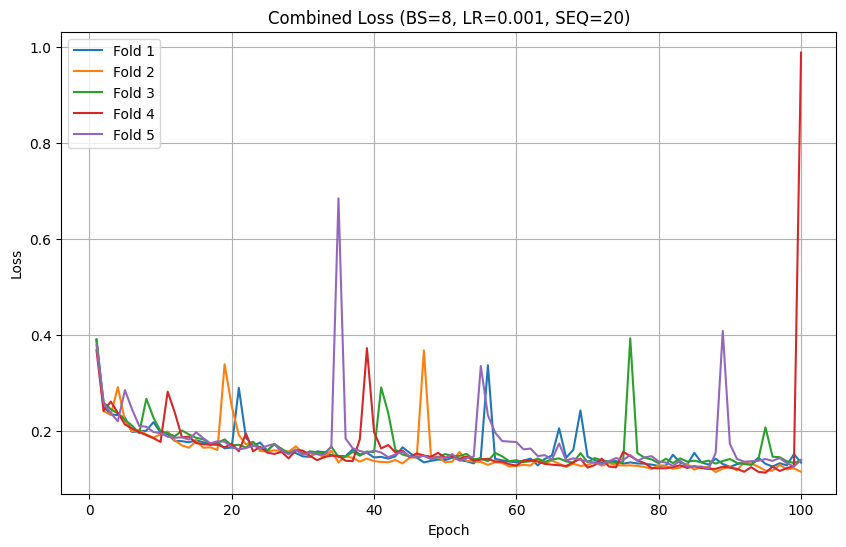 Combined Loss (BS=8, LR=0.001, SEQ=20)
Fold 1
Fold 2
Fold 3
Fold 4
Fold 5
Loss
1.0
0.8
0.6
0.4
0.2
0 20 40 60 80 100
Epoch